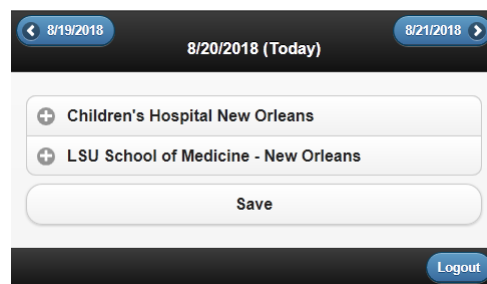 8/19/2018
8/21/2018
8/20/2018 (Today)
Children's Hospital New Orleans
LSU School of Medicine - New Orleans
Save
Logout